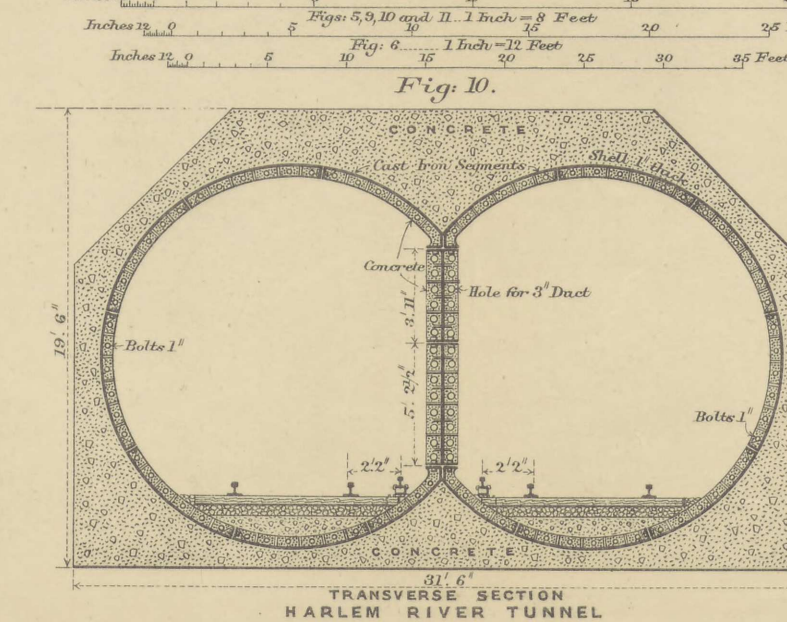 Figs: 5, 9, 10 and 11.. 1 Inch = 8 Feet
Inches 12 0 5 10 15 20 25
Fig: 6........ 1 Inch = 12 Feet
Inches 12 0 5 10 15 20 25 30 35 Feet
Fig: 10.
CONCRETE
Cast Iron Segments
Shell 1"
Concrete
Hole for 3" Duct
3' 11"
19' 6"
Bolts 1"
5' 2½"
Bolts 1"
2' 2"
2' 2"
CONCRETE
31' 6"
TRANSVERSE SECTION
HARLEM RIVER TUNNEL